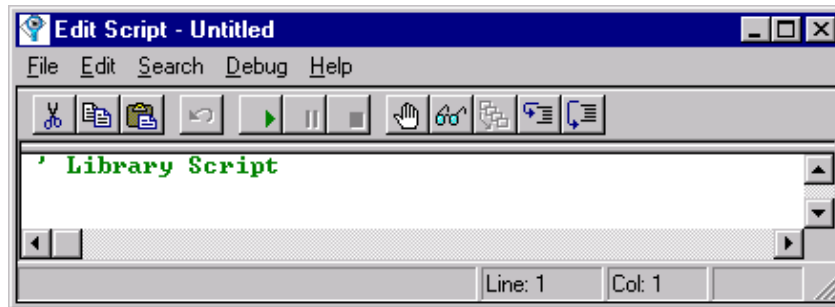 Edit Script - Untitled
File Edit Search Debug Help
' Library Script
Line: 1 Col: 1